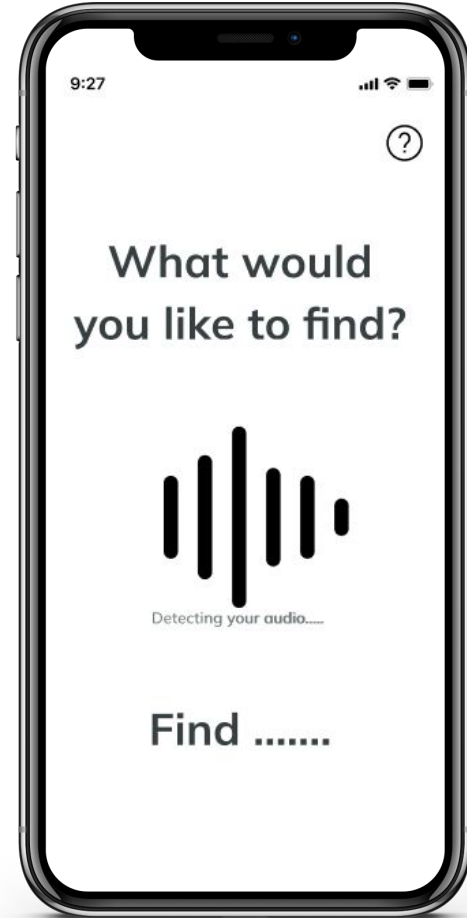 9:27
?
What would
you like to find?
Detecting your audio.....
Find .......